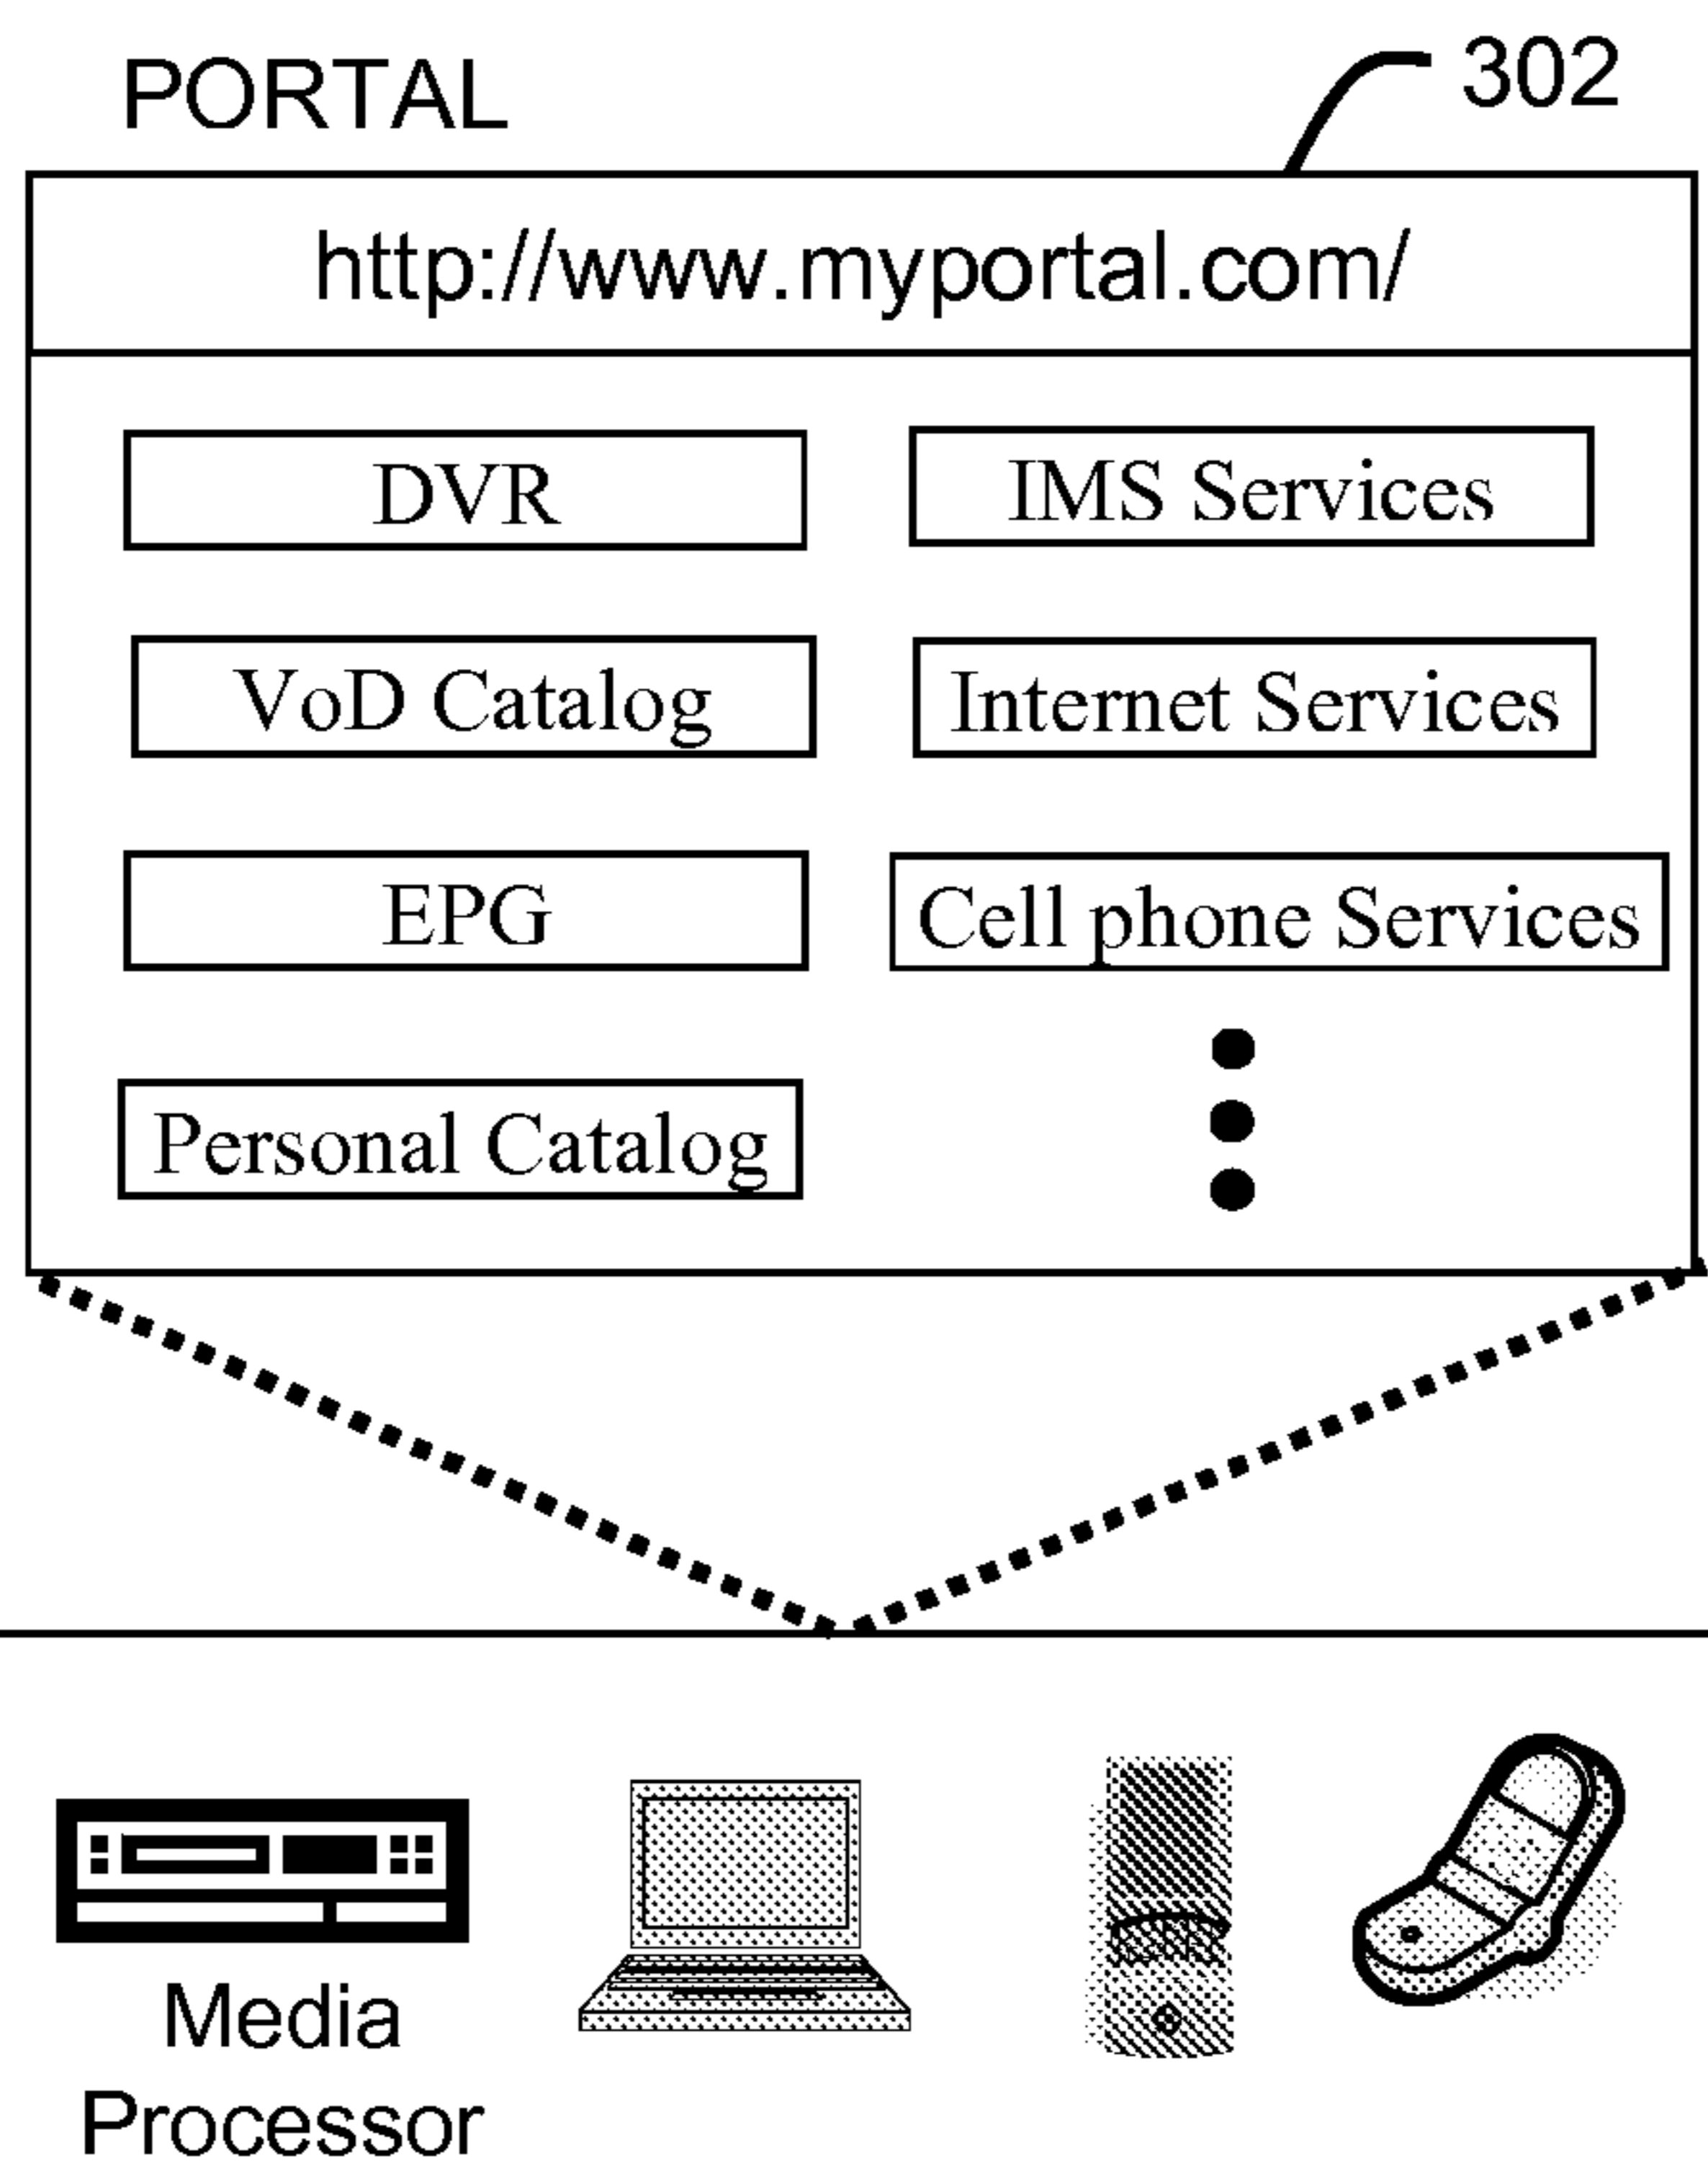 PORTAL
302
http://www.myportal.com/
DVR
IMS Services
VoD Catalog
Internet Services
EPG
Cell phone Services
Personal Catalog
Media
Processor